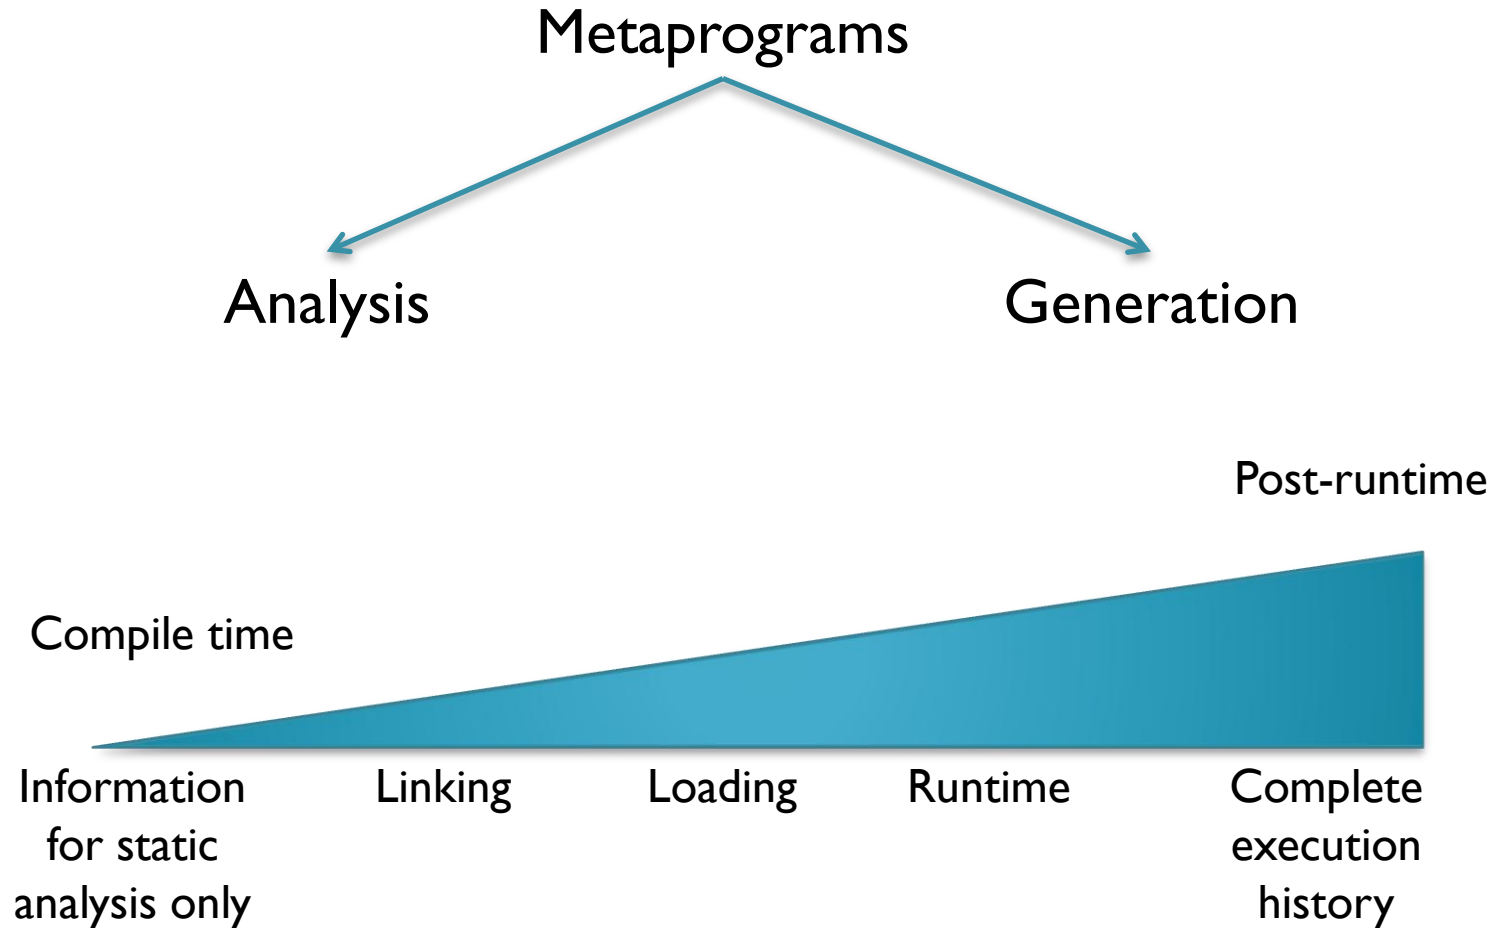 Metaprograms
Analysis
Generation
Post-runtime
Compile time
Information
for static
analysis only
Linking
Loading
Runtime
Complete
execution
history